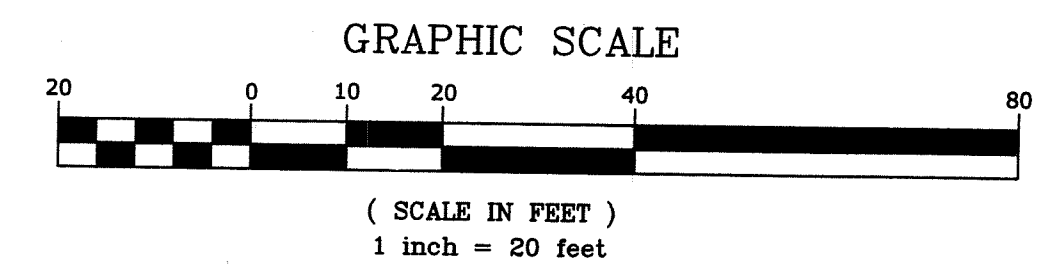 GRAPHIC SCALE
20 0 10 20 40 80
( SCALE IN FEET )
1 inch = 20 feet